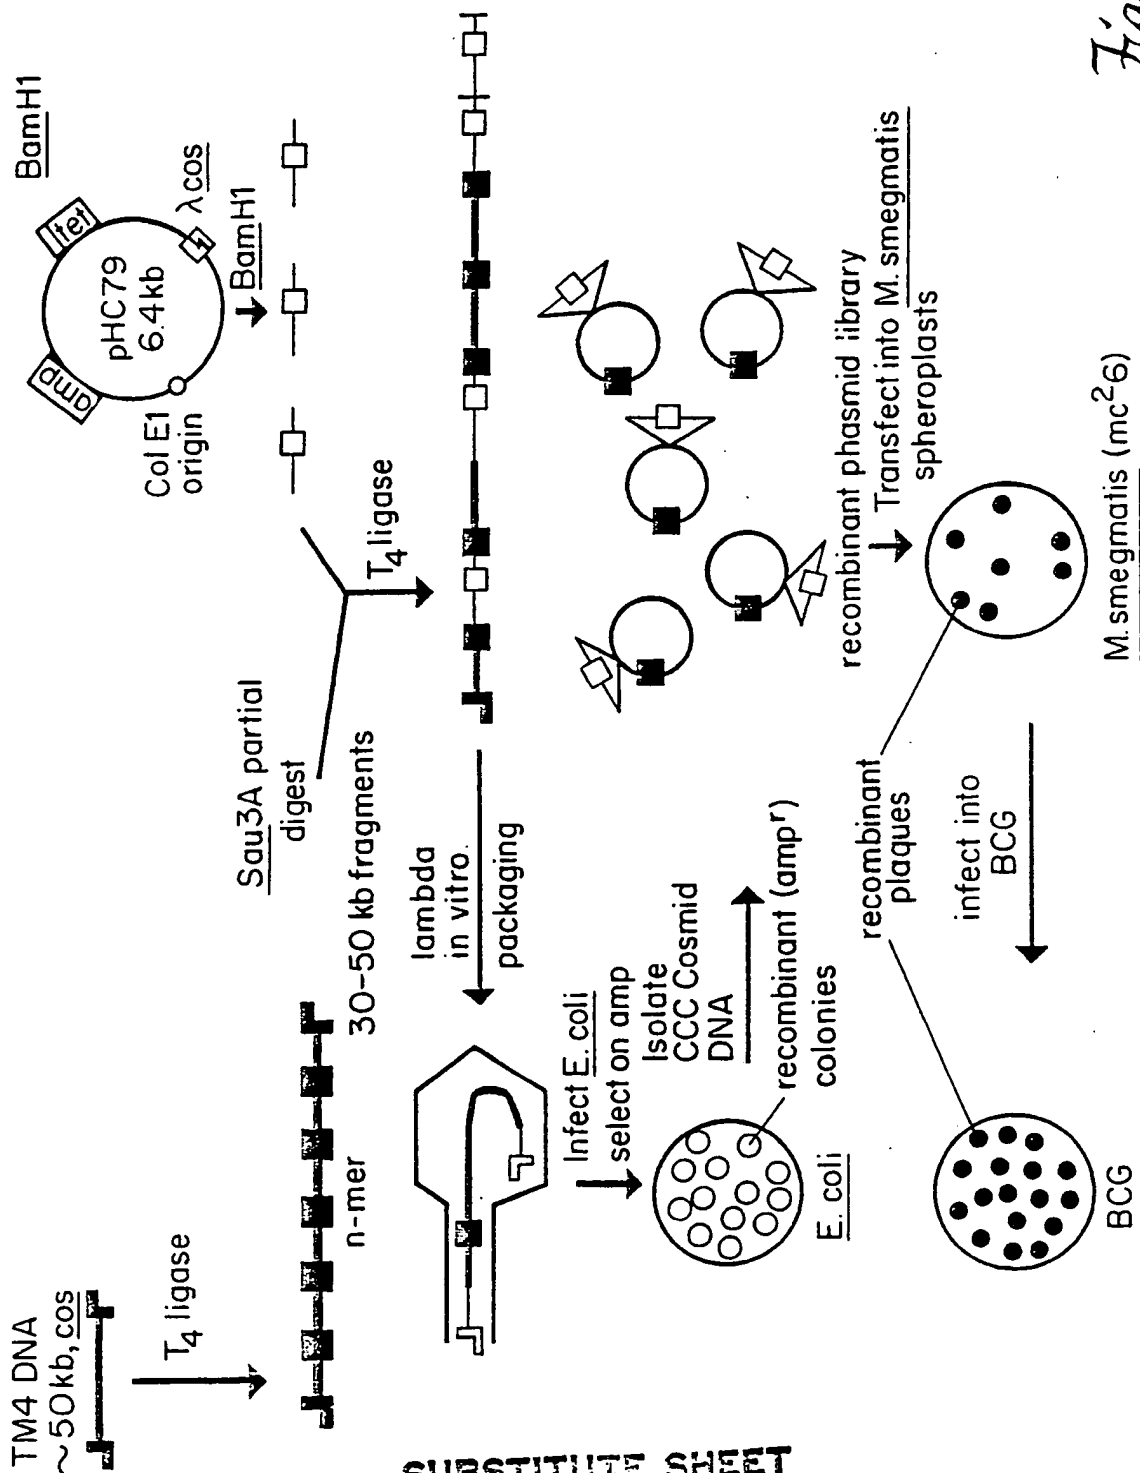 TM4 DNA
~50kb, cos
T4 ligase
n-mer
30-50 kb fragments
Sau3A partial
digest
amp
tet
pHC79
6.4kb
Col E1
origin
λcos
BamH1
BamH1
T4 ligase
lambda
in vitro.
packaging
Infect E. coli
select on amp
Isolate
CCC Cosmid
DNA
recombinant (ampr)
colonies
E. coli
recombinant phasmid library
Transfect into M. smegmatis
spheroplasts
M. smegmatis (mc26)
recombinant
plaques
infect into
BCG
BCG
SUBSTITUTE SHEET